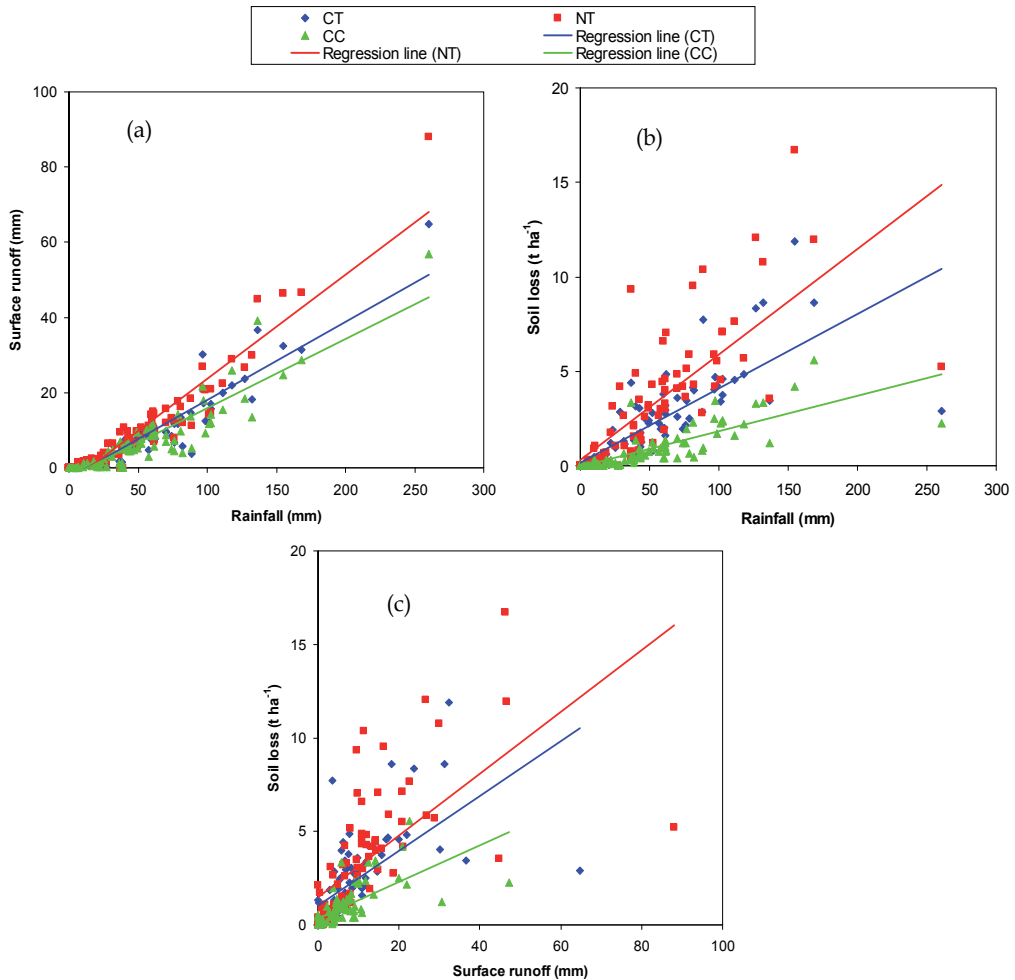 CT
NT
CC
Regression line (CT)
Regression line (NT)
Regression line (CC)
(a)
100
80
60
40
20
0
Surface runoff (mm)
0 50 100 150 200 250 300
Rainfall (mm)
(b)
20
15
10
5
0
Soil loss (t ha⁻¹)
0 50 100 150 200 250 300
Rainfall (mm)
(c)
20
15
10
5
0
Soil loss (t ha⁻¹)
0 20 40 60 80 100
Surface runoff (mm)